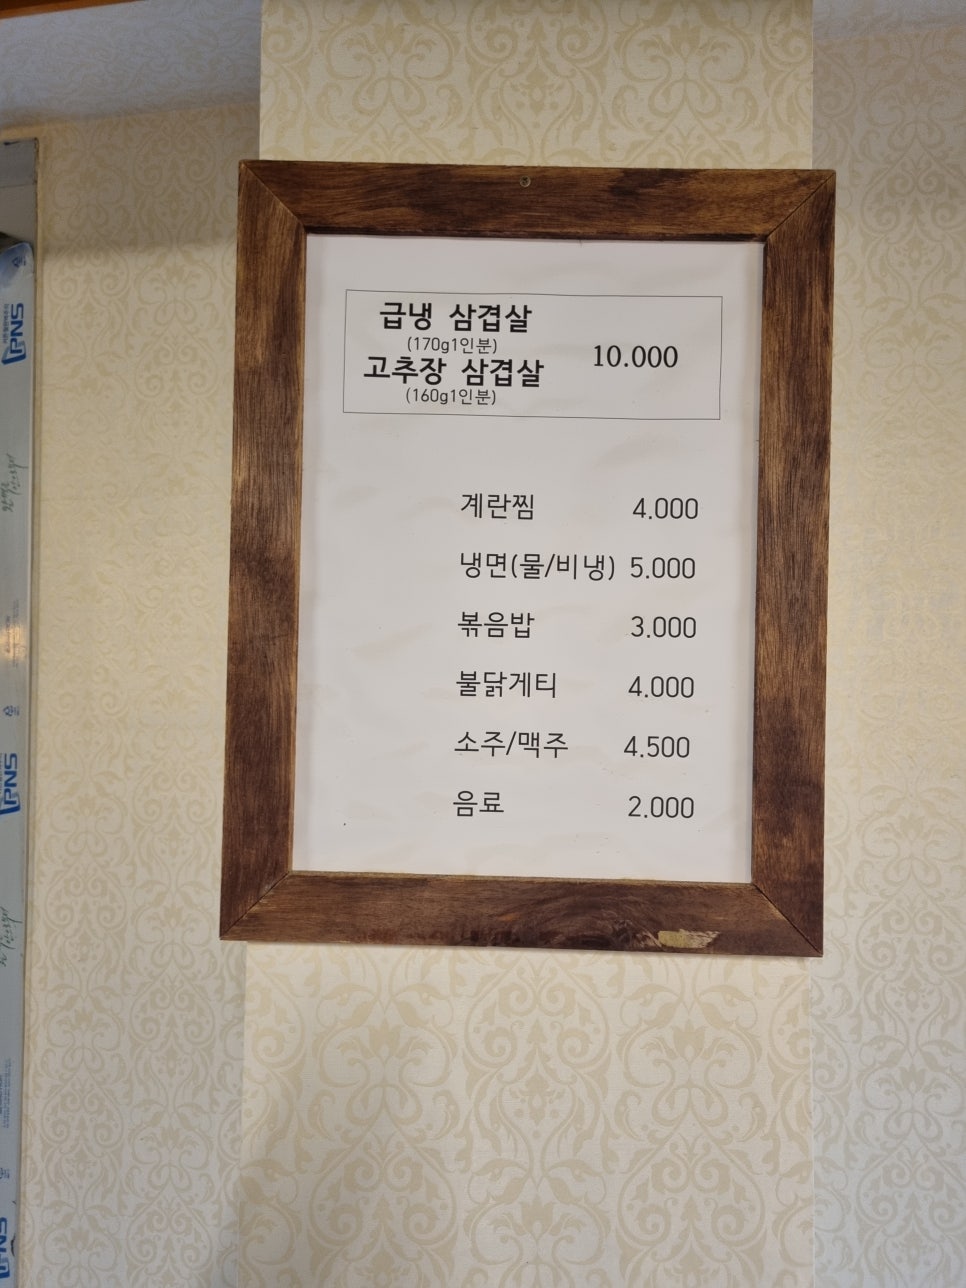 급냉 삼겹살
(170g1인분)
10.000
고추장 삼겹살
(160g1인분)
계란찜 4.000
냉면(물/비냉) 5.000
볶음밥 3.000
불닭게티 4.000
소주/맥주 4.500
음료 2.000
SNP
SNP